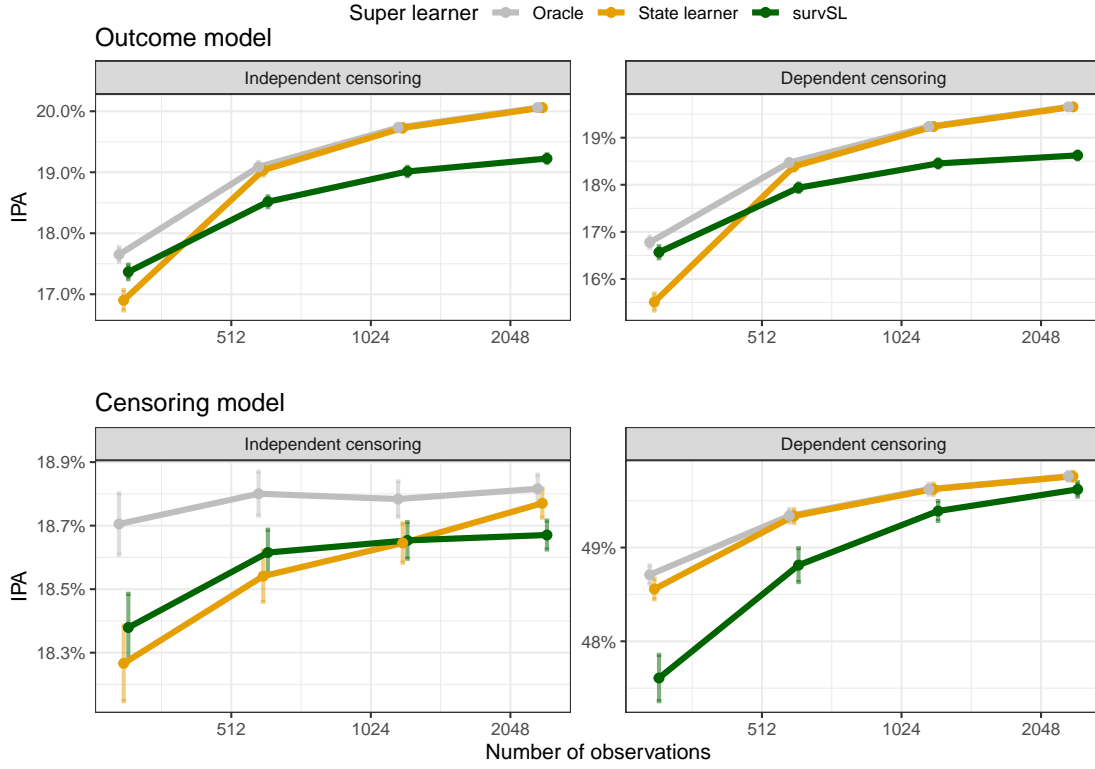 Super learner Oracle State learner survSL
Outcome model
Independent censoring
Dependent censoring
IPA
20.0%
19.0%
18.0%
17.0%
512 1024 2048
19%
18%
17%
16%
512 1024 2048
Censoring model
Independent censoring
Dependent censoring
IPA
18.9%
18.7%
18.5%
18.3%
512 1024 2048
49%
48%
512 1024 2048
Number of observations